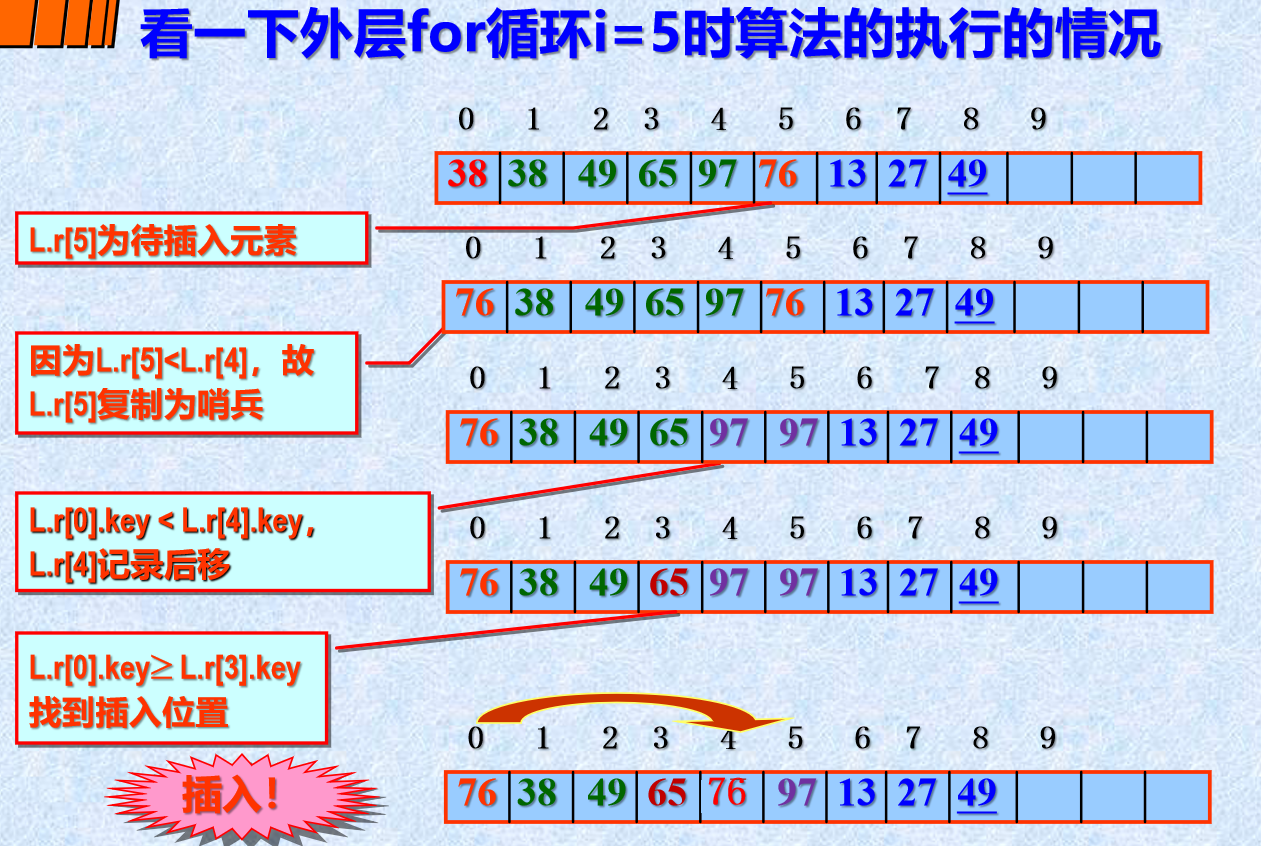 看一下外层for循环i=5时算法的执行的情况
0 1 2 3 4 5 6 7 8 9
38 38 49 65 97 76 13 27 49
L.r[5]为待插入元素
0 1 2 3 4 5 6 7 8 9
76 38 49 65 97 76 13 27 49
因为L.r[5]<L.r[4]，故
L.r[5]复制为哨兵
0 1 2 3 4 5 6 7 8 9
76 38 49 65 97 97 13 27 49
L.r[0].key < L.r[4].key，
L.r[4]记录后移
0 1 2 3 4 5 6 7 8 9
76 38 49 65 97 97 13 27 49
L.r[0].key≥ L.r[3].key
找到插入位置
0 1 2 3 4 5 6 7 8 9
76 38 49 65 76 97 13 27 49
插入！